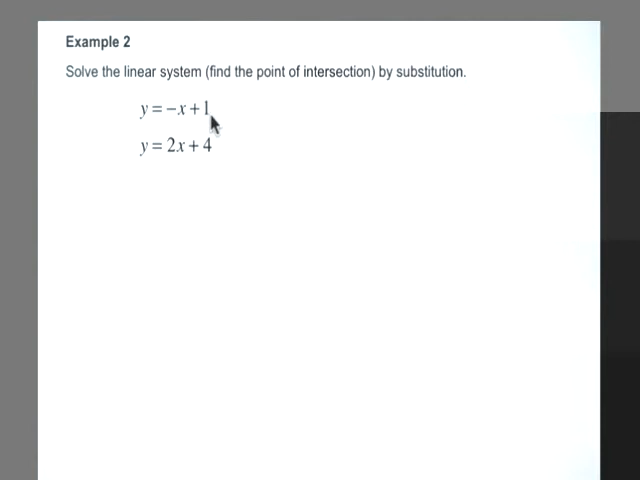 Example 2
Solve the linear system (find the point of intersection) by substitution.
y = −x + 1
y = 2x + 4